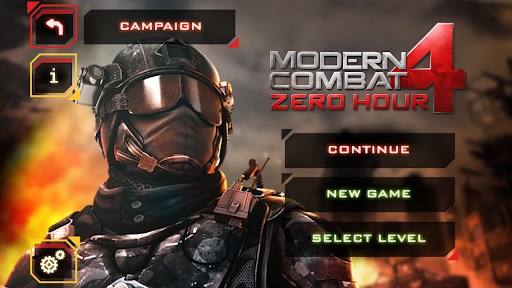 CAMPAIGN
i
MODERN
COMBAT 4
ZERO HOUR
CONTINUE
NEW GAME
SELECT LEVEL